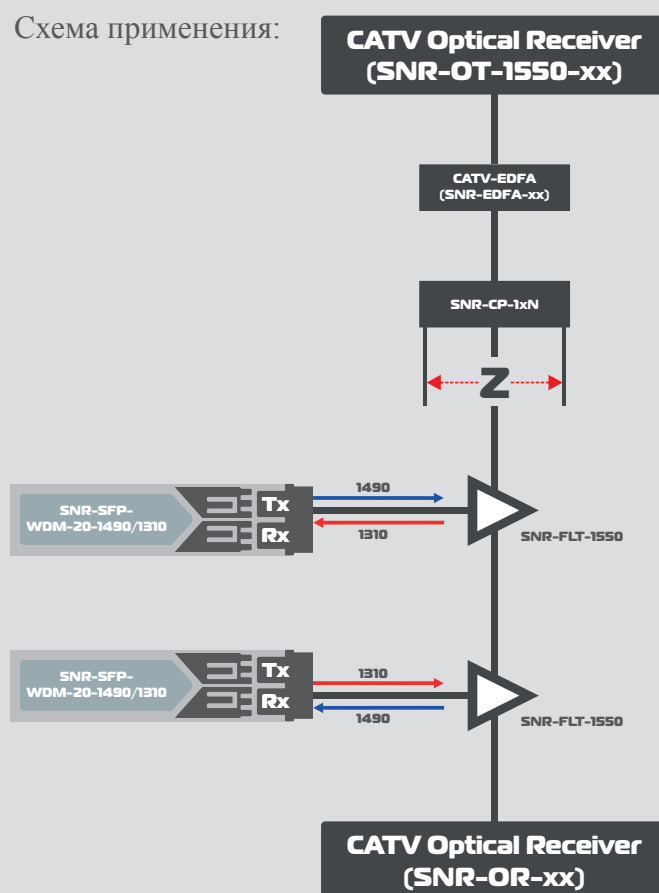 Схема применения:
CATV Optical Receiver
(SNR-OT-1550-xx)
CATV-EDFA
(SNR-EDFA-xx)
SNR-CP-1xN
Z
SNR-SFP-
WDM-20-1490/1310
Tx
Rx
1490
1310
SNR-FLT-1550
SNR-SFP-
WDM-20-1490/1310
Tx
Rx
1310
1490
SNR-FLT-1550
CATV Optical Receiver
(SNR-OR-xx)